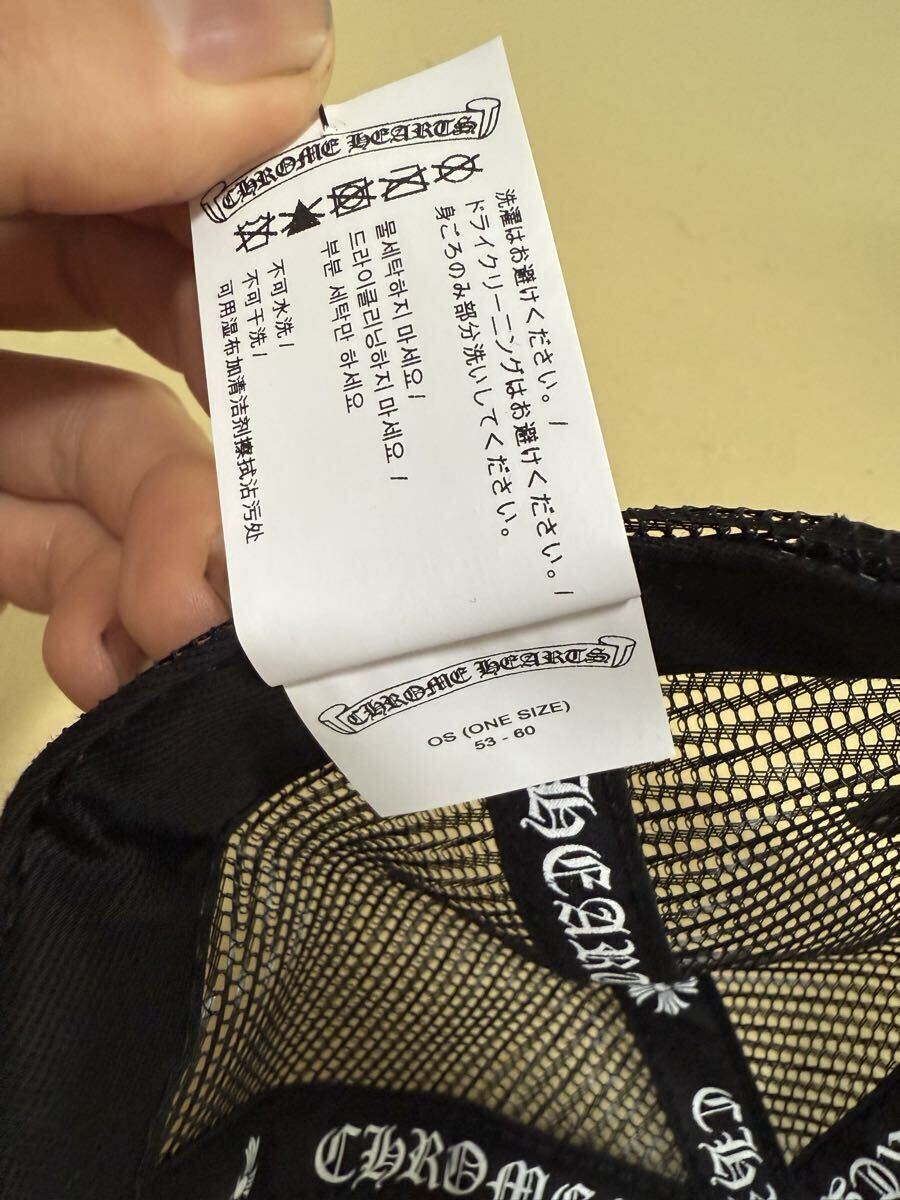 CHROME HEARTS
洗濯はお避けください。/
ドライクリーニングはお避けください。/
身ごろのみ部分洗いしてください。
물세탁하지 마세요 /
드라이클리닝하지 마세요 /
부분 세탁만 하세요
不可水洗 /
不可干洗 /
可用湿布加清洁剂擦拭沾污处
CHROME HEARTS
OS (ONE SIZE)
53 - 60
HEAR
CH
CHROME